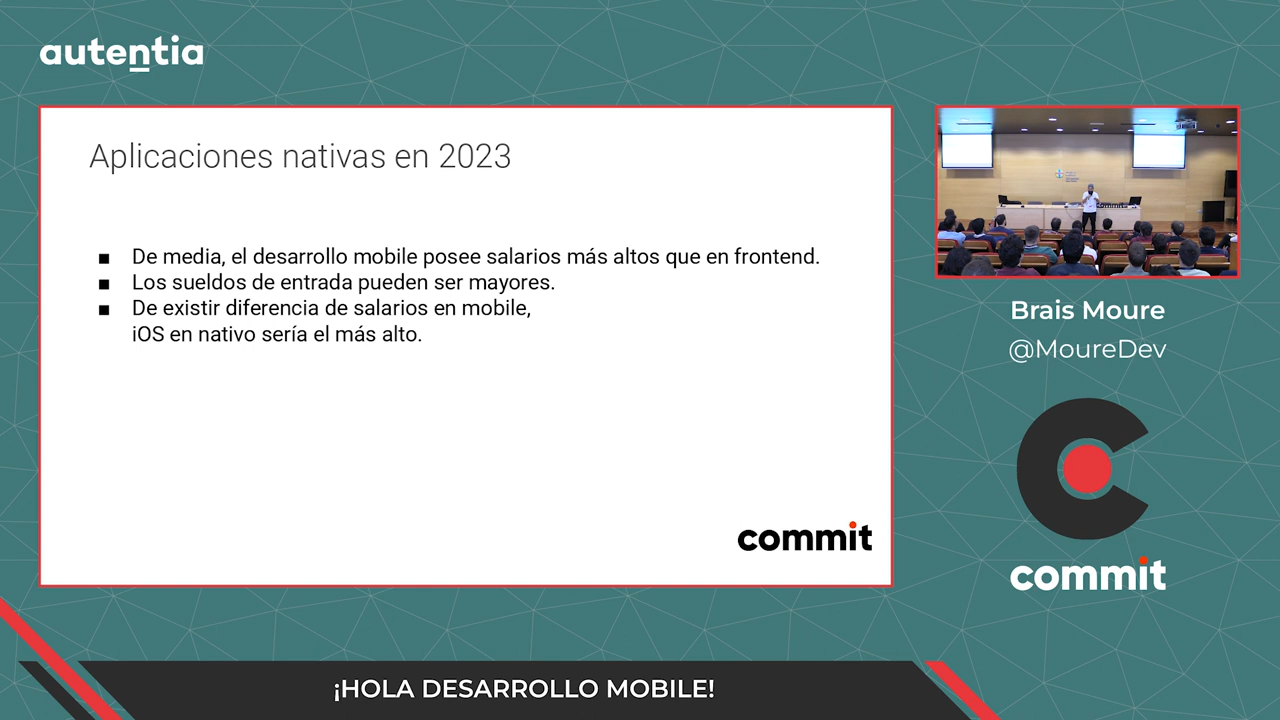 autentia
Aplicaciones nativas en 2023
■ De media, el desarrollo mobile posee salarios más altos que en frontend.
■ Los sueldos de entrada pueden ser mayores.
■ De existir diferencia de salarios en mobile,
iOS en nativo sería el más alto.
commit
Brais Moure
@MoureDev
commit
¡HOLA DESARROLLO MOBILE!